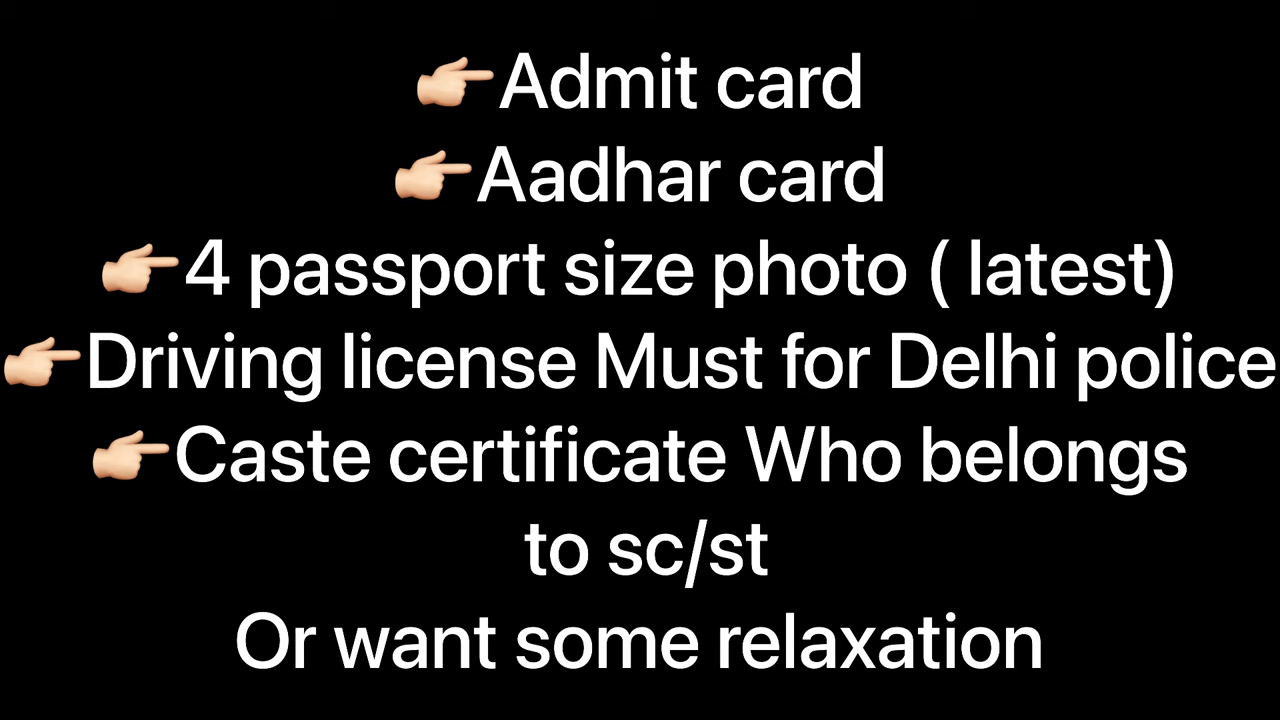 👉🏻Admit card
👉🏻Aadhar card
👉🏻4 passport size photo ( latest)
👉🏻Driving license Must for Delhi police
👉🏻Caste certificate Who belongs
to sc/st
Or want some relaxation